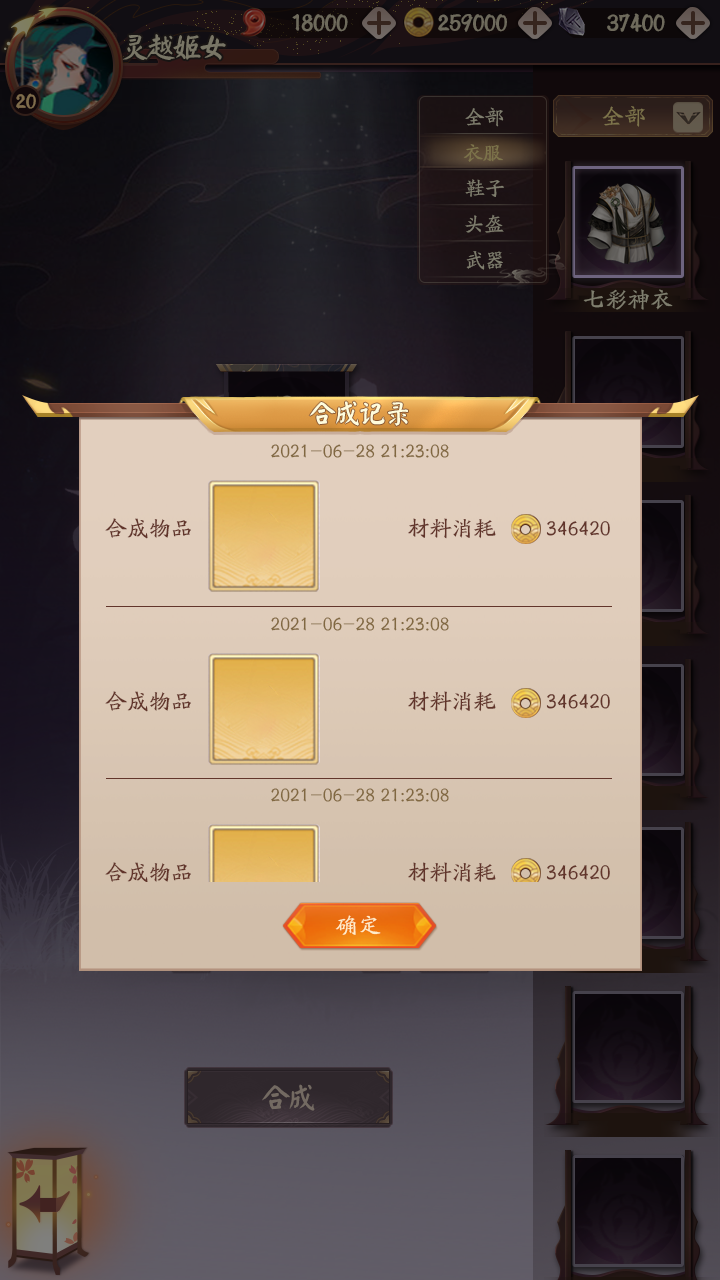 18000
259000
37400
灵越姬女
20
全部
衣服
鞋子
头盔
武器
全部
七彩神衣
合成记录
2021-06-28 21:23:08
合成物品
材料消耗 346420
2021-06-28 21:23:08
合成物品
材料消耗 346420
2021-06-28 21:23:08
合成物品
材料消耗 346420
确定
合成